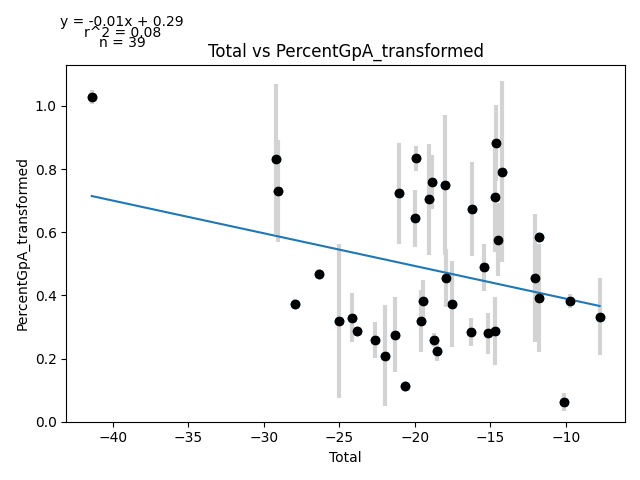 y = -0.01x + 0.29
r^2 = 0.08
n = 39
Total vs PercentGpA_transformed
PercentGpA_transformed
1.0
0.8
0.6
0.4
0.2
0.0
−40
−35
−30
−25
−20
−15
−10
Total